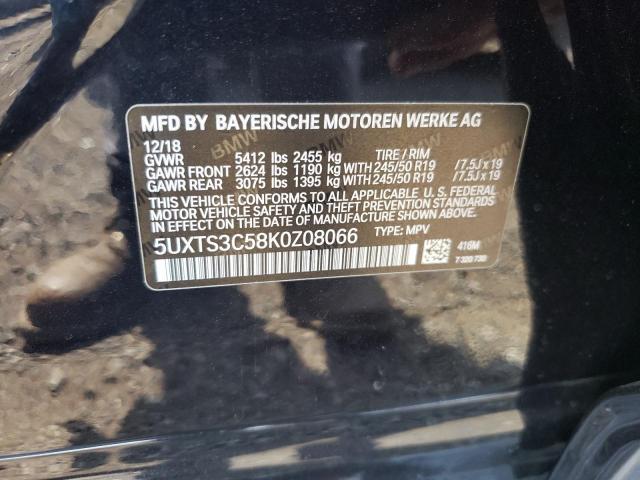 MFD BY BAYERISCHE MOTOREN WERKE AG
12/18
GVWR 5412 lbs 2455 kg TIRE / RIM
GAWR FRONT 2624 lbs 1190 kg WITH 245/50 R19 /7.5J x 19
GAWR REAR 3075 lbs 1395 kg WITH 245/50 R19 /7.5J x 19
THIS VEHICLE CONFORMS TO ALL APPLICABLE U. S. FEDERAL
MOTOR VEHICLE SAFETY AND THEFT PREVENTION STANDARDS
IN EFFECT ON THE DATE OF MANUFACTURE SHOWN ABOVE.
5UXTS3C58K0Z08066 TYPE: MPV
416M
7 320 730